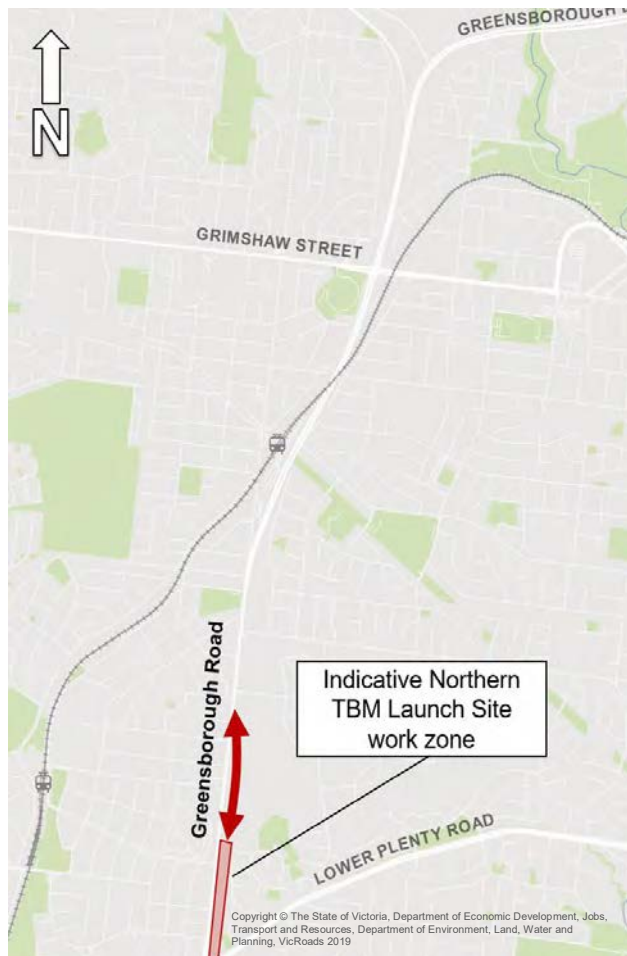 GREENSBOROUGH
N
GRIMSHAW STREET
Greensborough Road
Indicative Northern
TBM Launch Site
work zone
LOWER PLENTY ROAD
Copyright © The State of Victoria, Department of Economic Development, Jobs,
Transport and Resources, Department of Environment, Land, Water and
Planning, VicRoads 2019